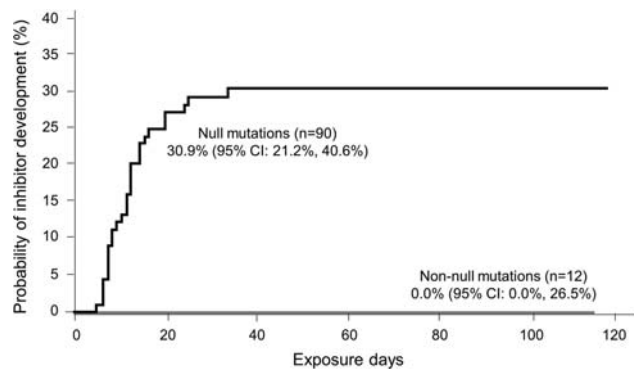 Probability of inhibitor development (%)
40
35
30
25
20
15
10
5
0
Null mutations (n=90)
30.9% (95% CI: 21.2%, 40.6%)
Non-null mutations (n=12)
0.0% (95% CI: 0.0%, 26.5%)
0 20 40 60 80 100 120
Exposure days